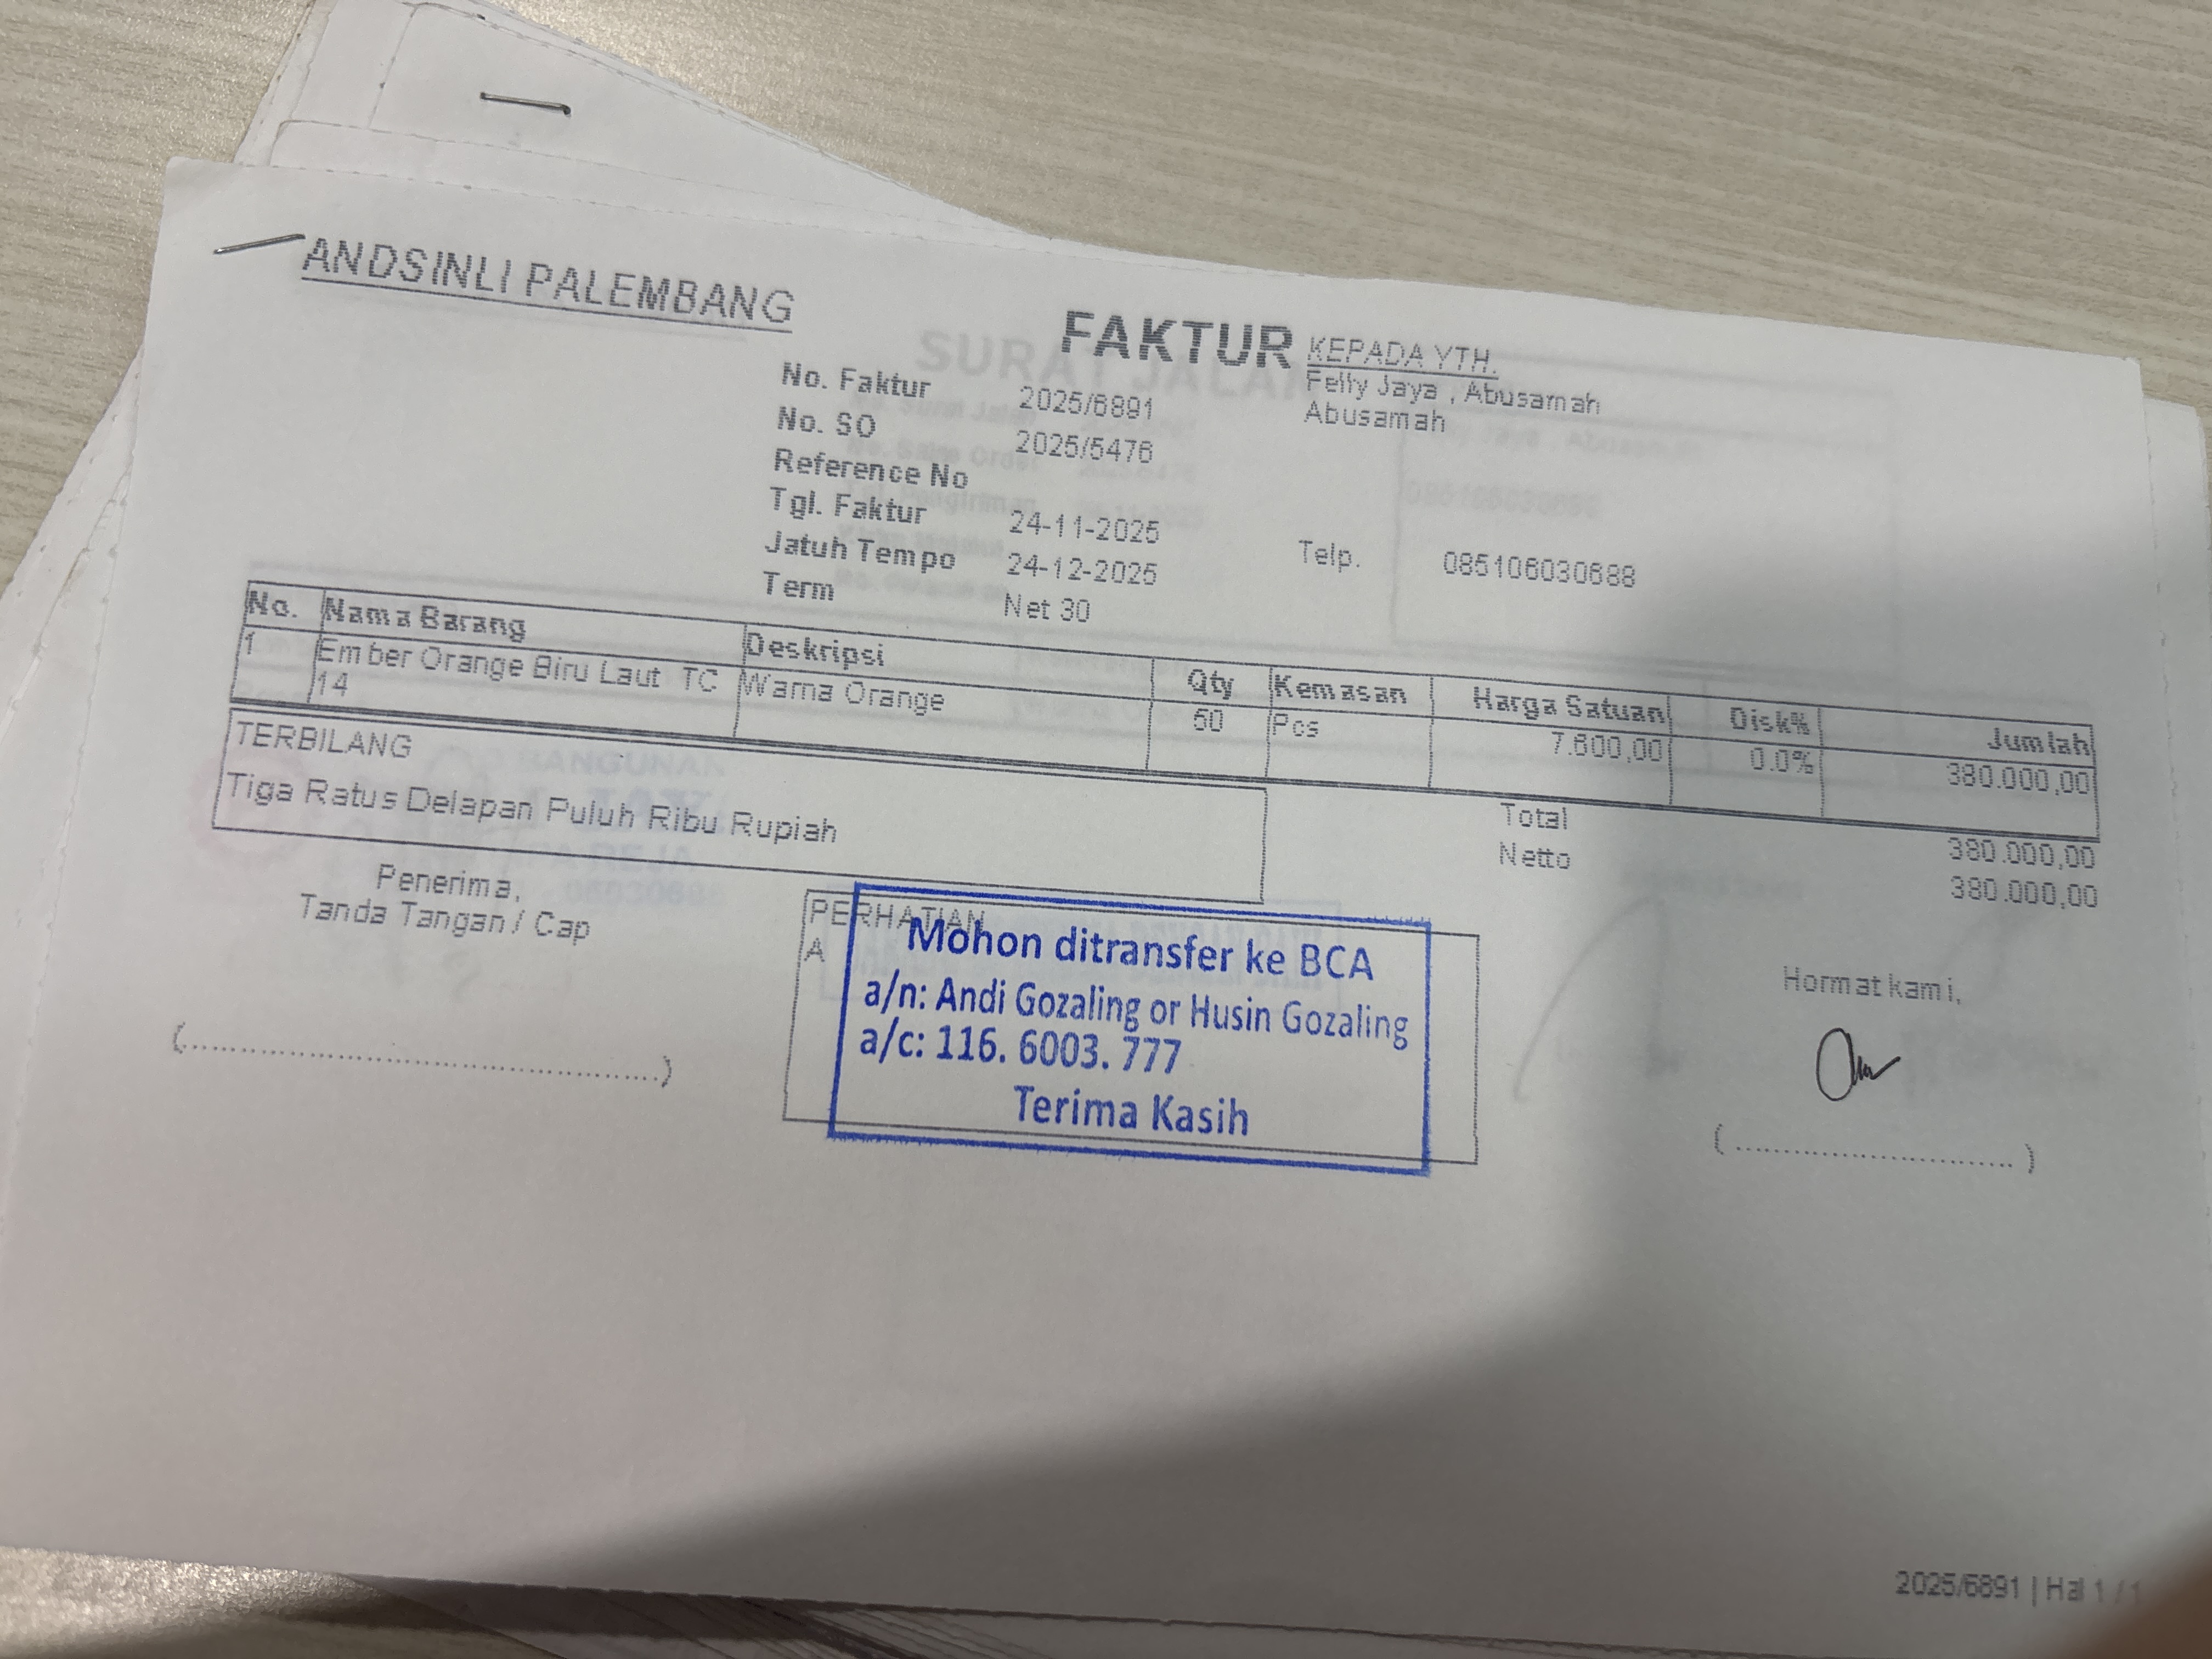 ANDSINLI PALEMBANG
FAKTUR
No. Faktur 2025/6891
No. SO 2025/5476
Reference No
Tgl. Faktur 24-11-2025
Jatuh Tempo 24-12-2025
Term Net 30
KEPADA YTH.
Felly Jaya , Abusamah
Abusamah
Telp. 085106030688
No. Nama Barang Deskripsi Qty Kemasan Harga Satuan Disk% Jumlah
1 Ember Orange Biru Laut TC 14 Warna Orange 50 Pcs 7.600,00 0.0% 380.000,00
TERBILANG
Tiga Ratus Delapan Puluh Ribu Rupiah
Total 380.000,00
Netto 380.000,00
Penerima,
Tanda Tangan / Cap
(..................................................)
PERHATIAN
A
Mohon ditransfer ke BCA
a/n: Andi Gozaling or Husin Gozaling
a/c: 116. 6003. 777
Terima Kasih
Hormat kami,
(..............................)
2025/6891 | Hal 1 / 1